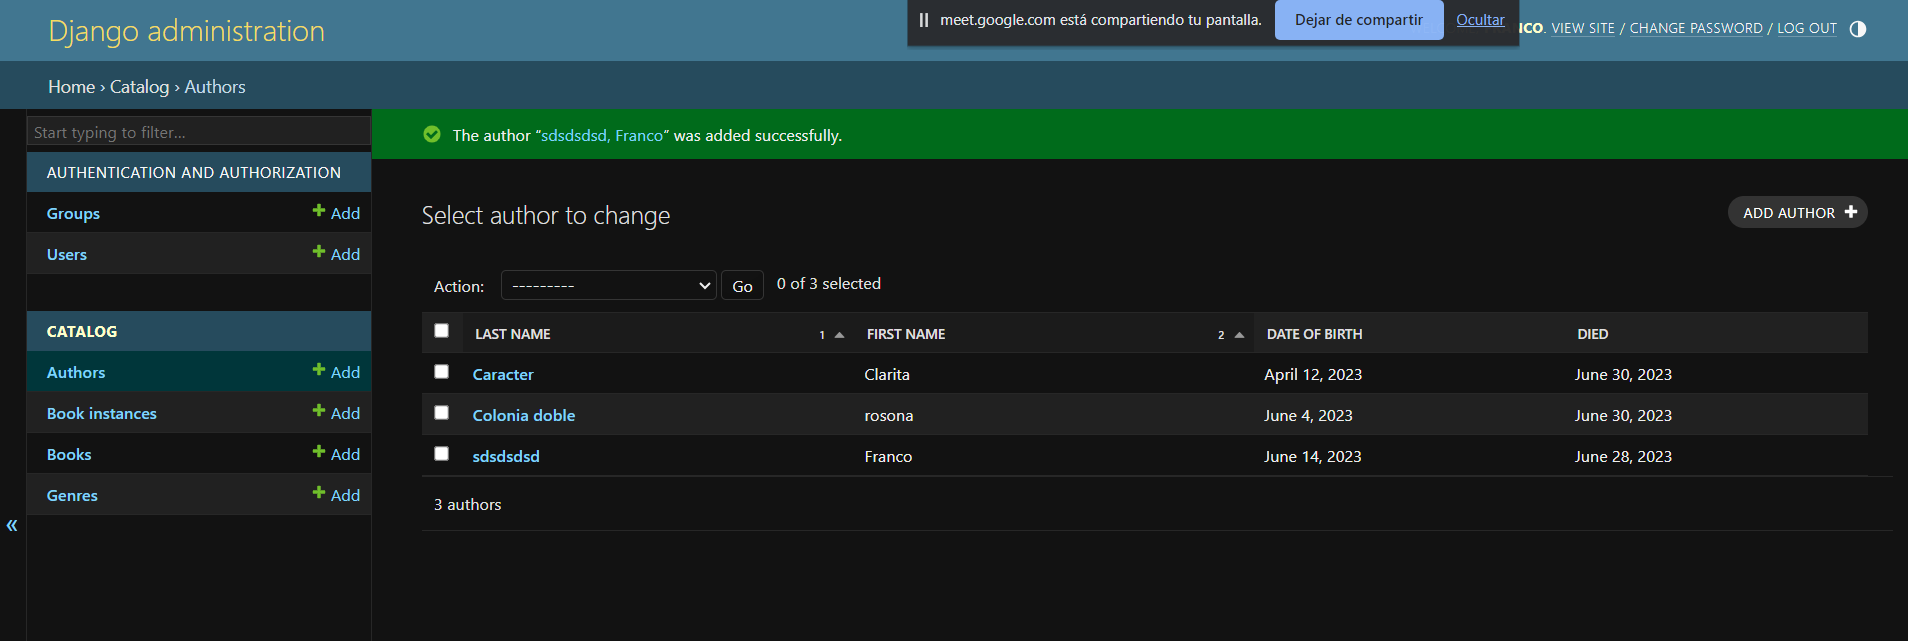 Django administration
meet.google.com está compartiendo tu pantalla. Dejar de compartir Ocultar
NCO. VIEW SITE / CHANGE PASSWORD / LOG OUT
Home › Catalog › Authors
Start typing to filter...
AUTHENTICATION AND AUTHORIZATION
Groups + Add
Users + Add
CATALOG
Authors + Add
Book instances + Add
Books + Add
Genres + Add
«
The author “sdsdsdsd, Franco” was added successfully.
Select author to change
ADD AUTHOR +
Action: --------- Go 0 of 3 selected
LAST NAME 1 FIRST NAME 2 DATE OF BIRTH DIED
Caracter Clarita April 12, 2023 June 30, 2023
Colonia doble rosona June 4, 2023 June 30, 2023
sdsdsdsd Franco June 14, 2023 June 28, 2023
3 authors